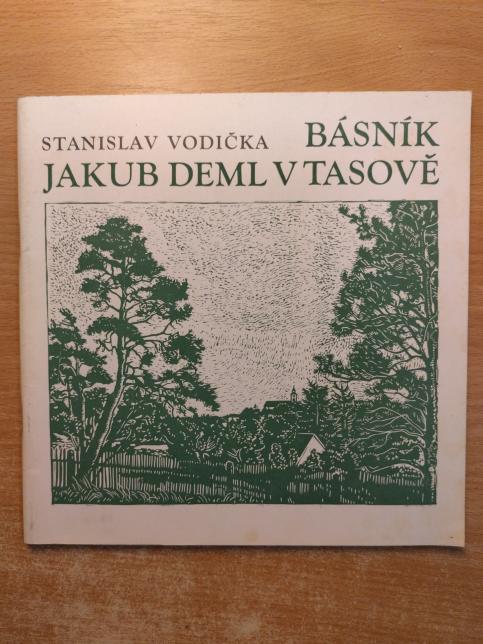 STANISLAV VODIČKA BÁSNÍK
JAKUB DEML V TASOVĚ